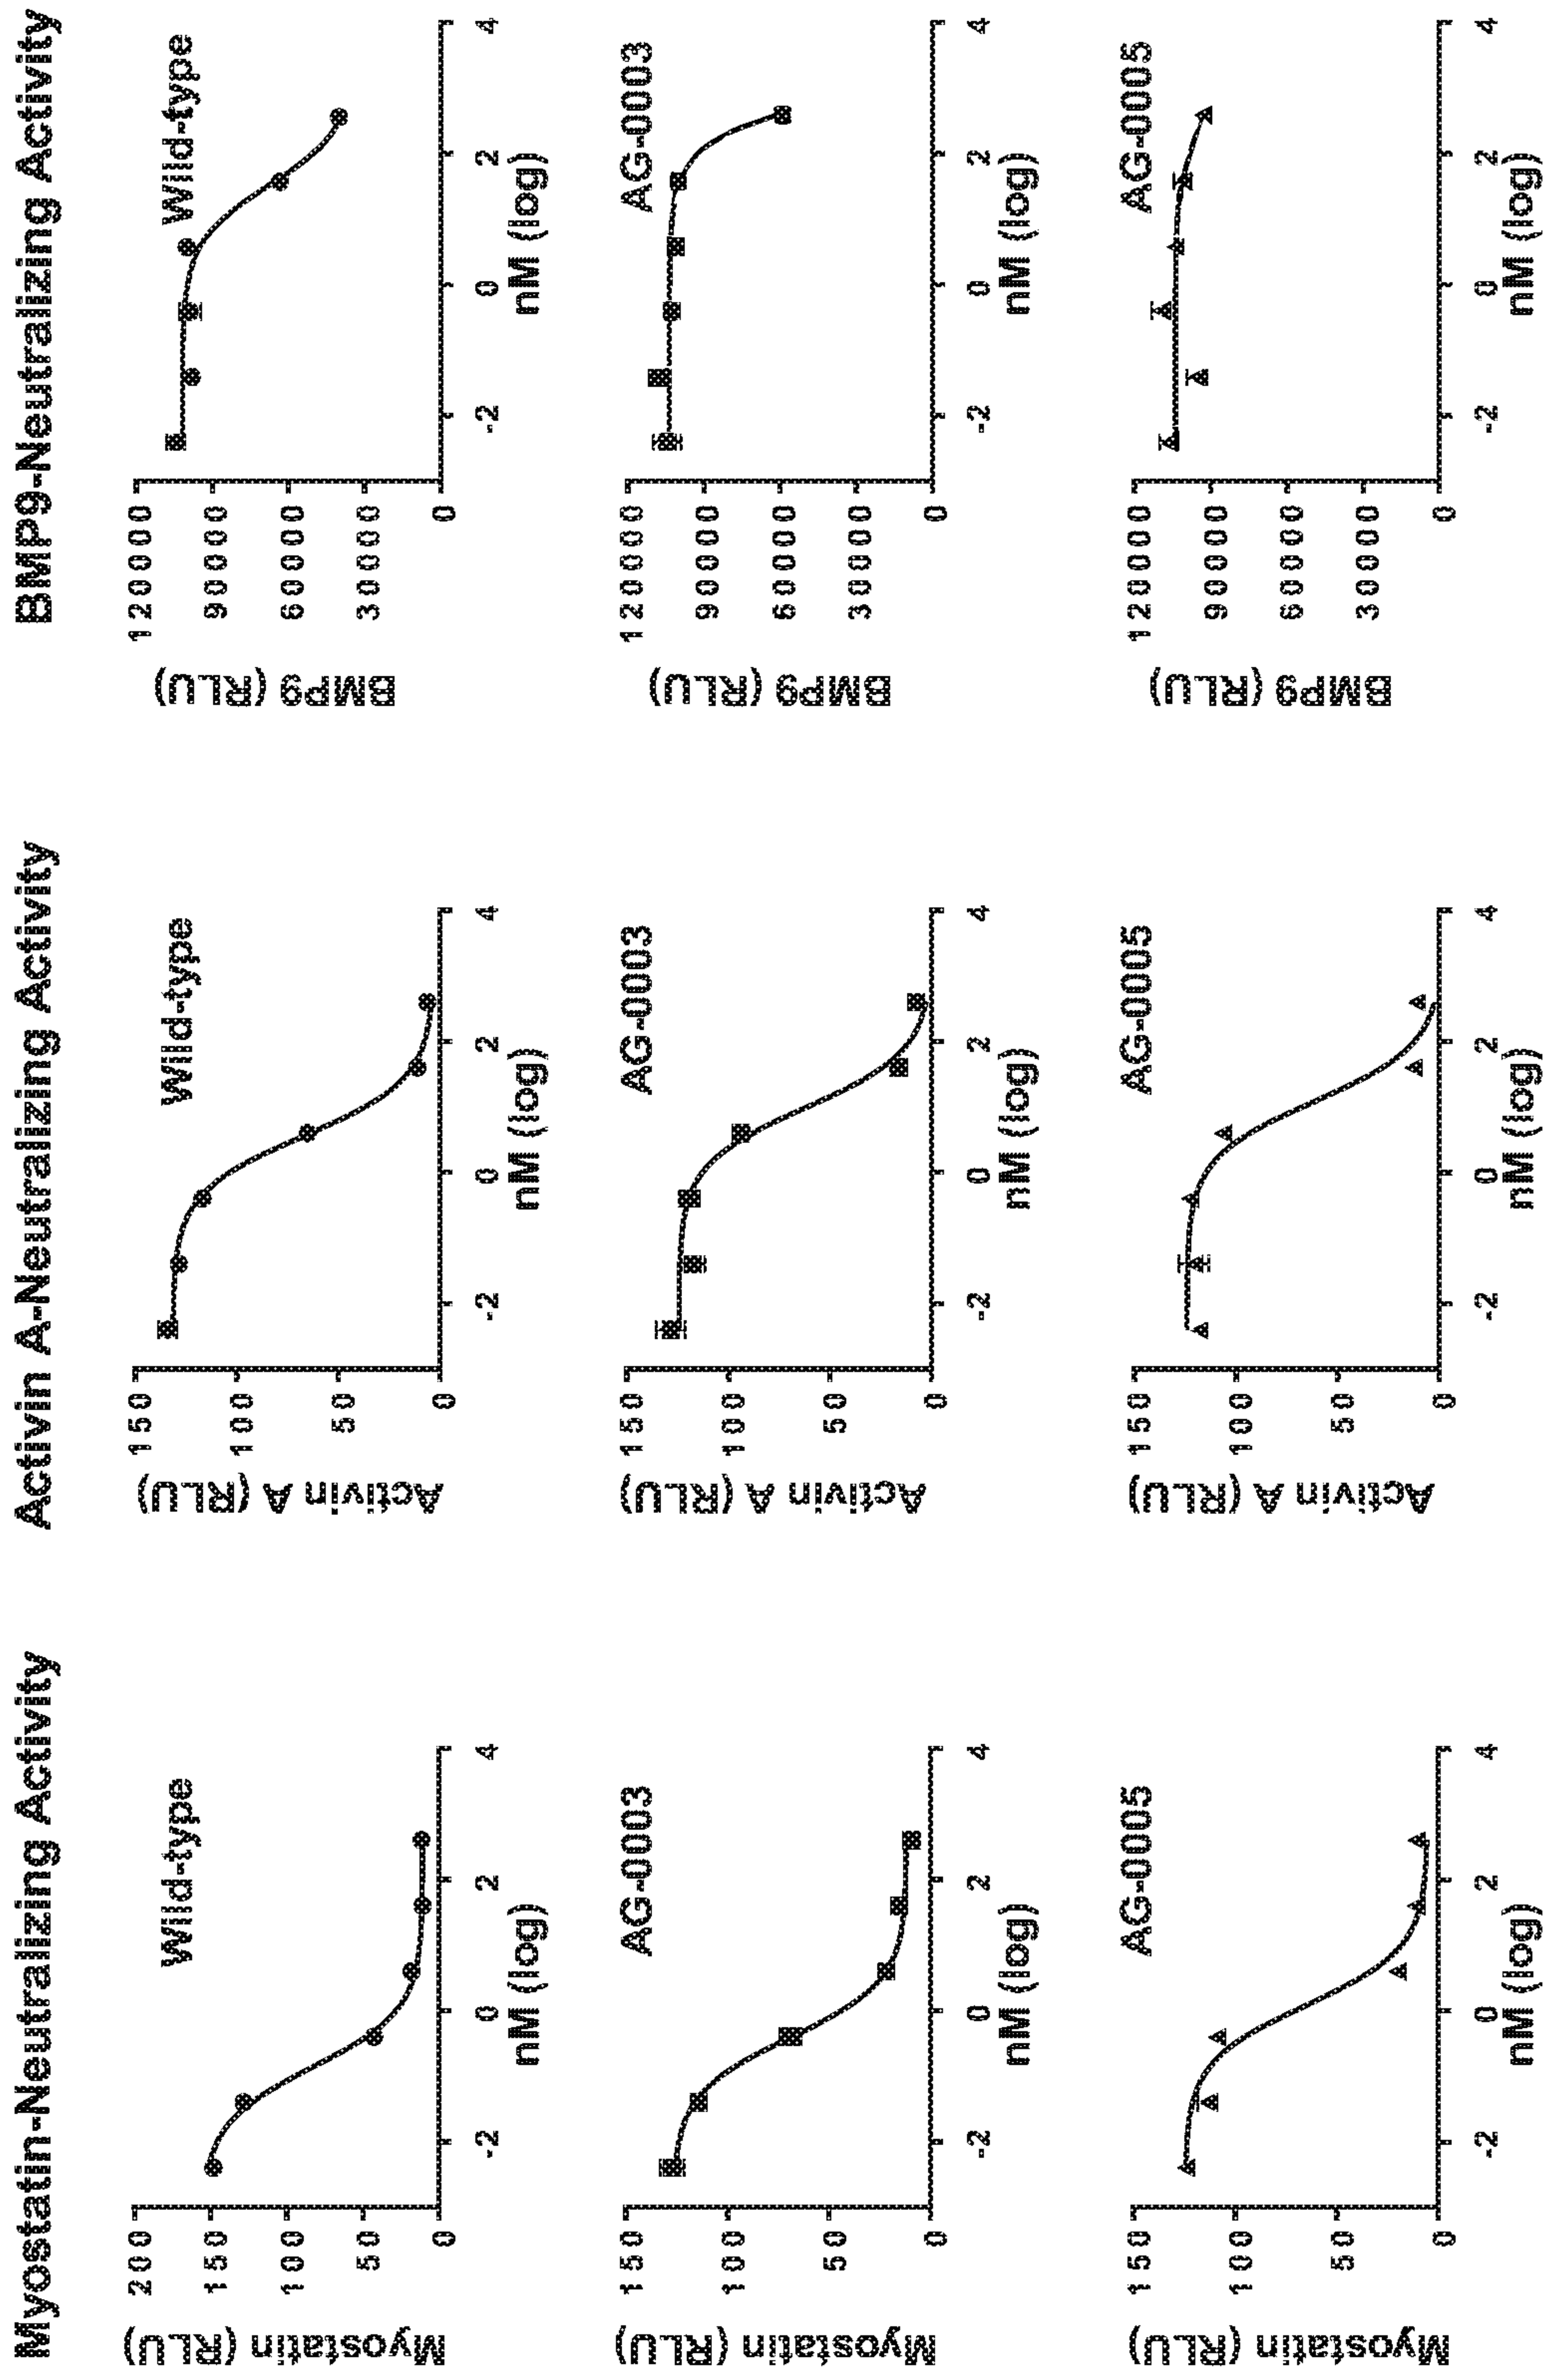 Myostatin-Neutralizing Activity
Activin A-Neutralizing Activity
BMP9-Neutralizing Activity
Wild-type
Myostatin (RLU)
200
150
100
50
0
-2
0
2
4
nM (log)
Wild-type
Activin A (RLU)
150
100
50
0
-2
0
2
4
nM (log)
Wild-type
BMP9 (RLU)
120000
90000
60000
30000
0
-2
0
2
4
nM (log)
AG-0003
Myostatin (RLU)
150
100
50
0
-2
0
2
4
nM (log)
AG-0003
Activin A (RLU)
150
100
50
0
-2
0
2
4
nM (log)
AG-0003
BMP9 (RLU)
120000
90000
60000
30000
0
-2
0
2
4
nM (log)
AG-0005
Myostatin (RLU)
150
100
50
0
-2
0
2
4
nM (log)
AG-0005
Activin A (RLU)
150
100
50
0
-2
0
2
4
nM (log)
AG-0005
BMP9 (RLU)
120000
90000
60000
30000
0
-2
0
2
4
nM (log)